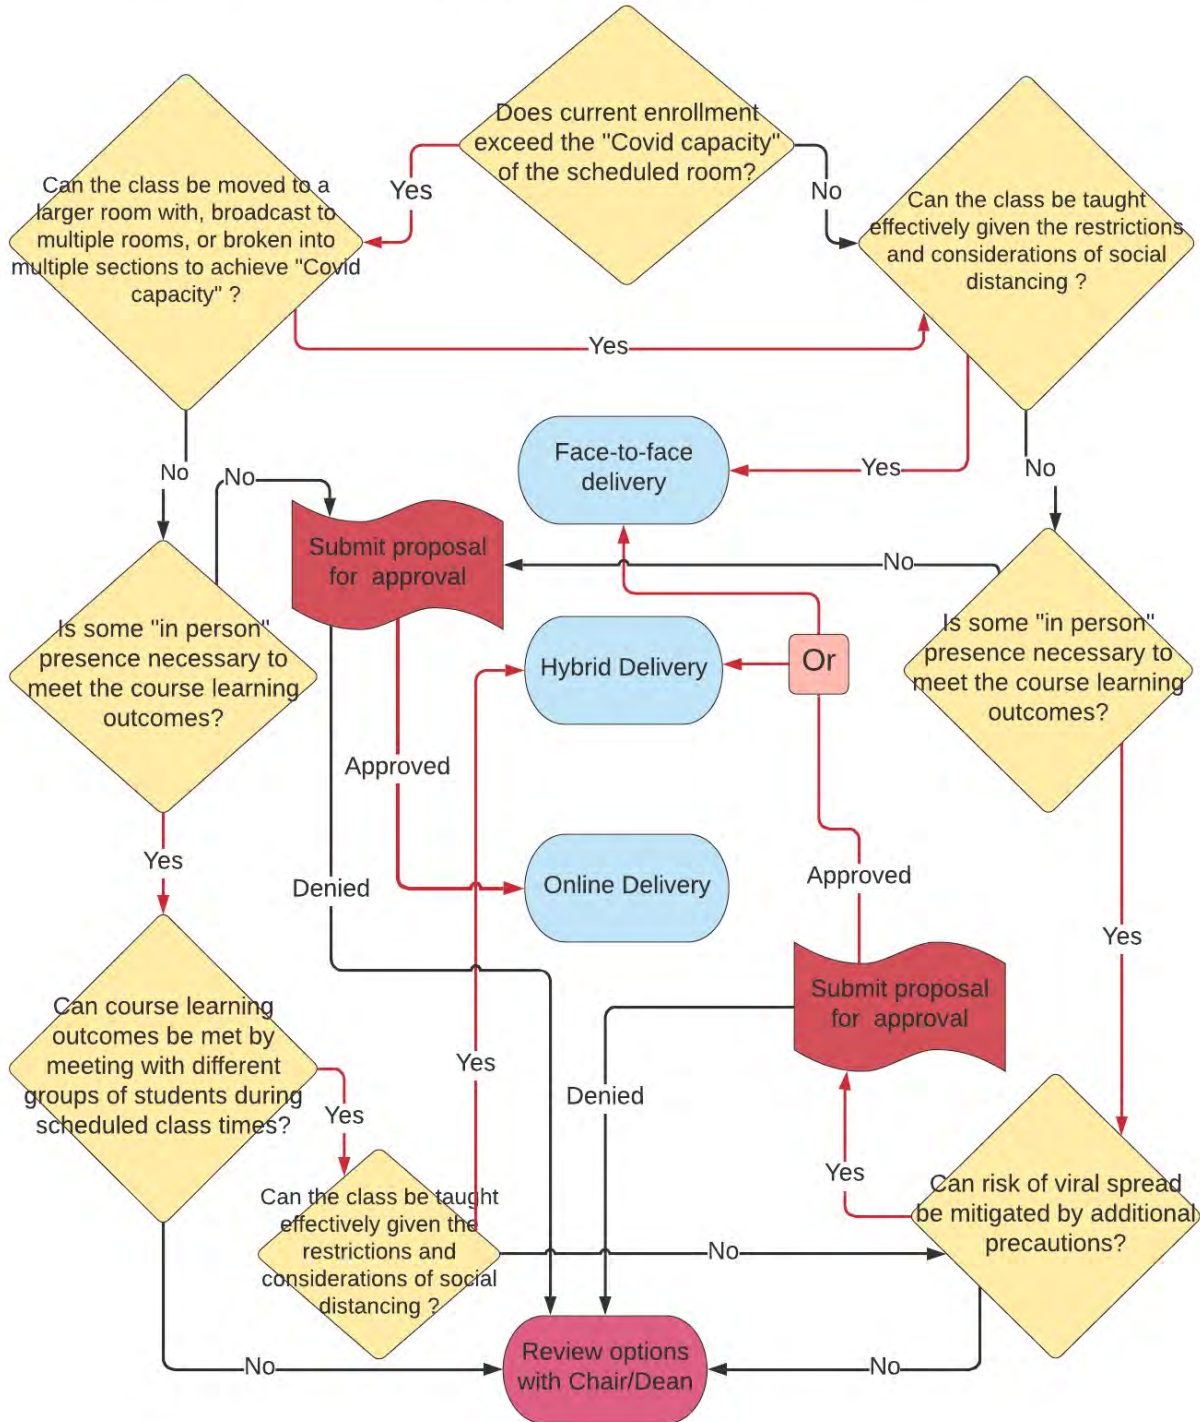 Does current enrollment
exceed the "Covid capacity"
of the scheduled room?
Yes
No
Can the class be moved to a
larger room with, broadcast to
multiple rooms, or broken into
multiple sections to achieve "Covid
capacity" ?
Can the class be taught
effectively given the restrictions
and considerations of social
distancing ?
Yes
No
No
Face-to-face
delivery
Yes
No
Submit proposal
for approval
No
Is some "in person"
presence necessary to
meet the course learning
outcomes?
Hybrid Delivery
Or
Is some "in person"
presence necessary to
meet the course learning
outcomes?
Approved
Yes
Denied
Online Delivery
Approved
Yes
Can course learning
outcomes be met by
meeting with different
groups of students during
scheduled class times?
Yes
Yes
Denied
Submit proposal
for approval
Yes
Can the class be taught
effectively given the
restrictions and
considerations of social
distancing ?
Can risk of viral spread
be mitigated by additional
precautions?
No
No
Review options
with Chair/Dean
No